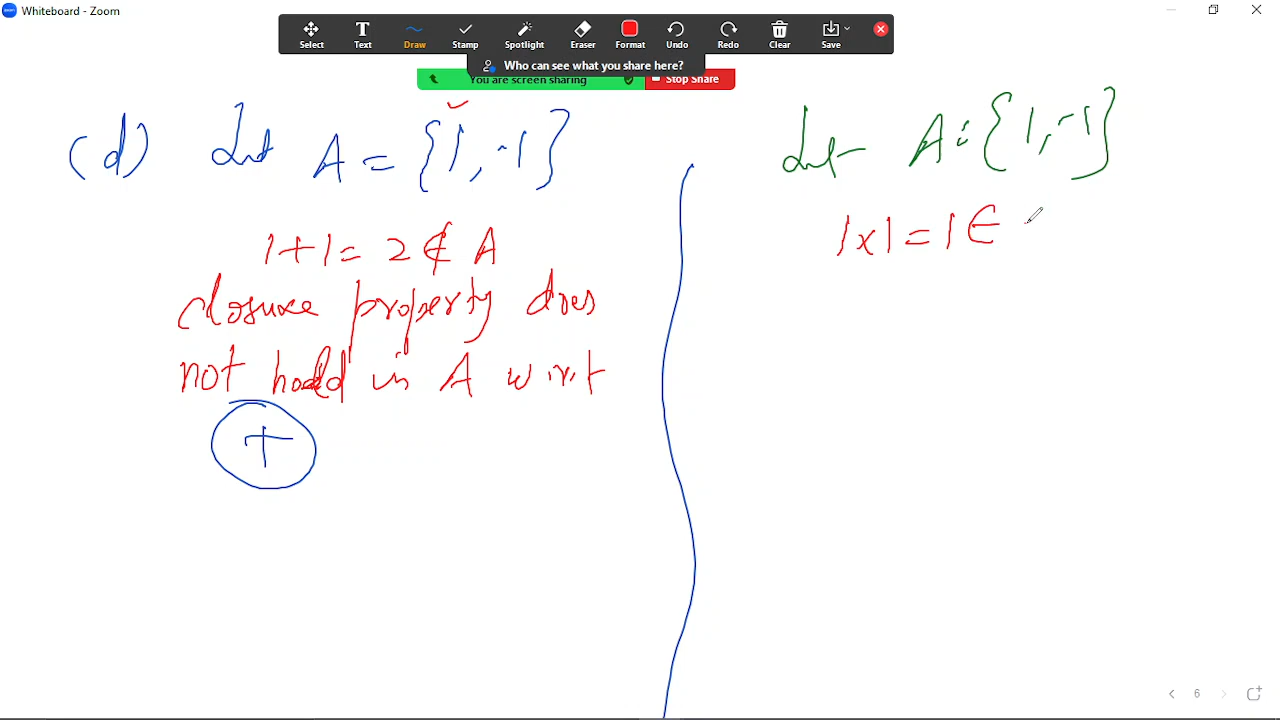 Whiteboard - Zoom
Select Text Draw Stamp Spotlight Eraser Format Undo Redo Clear Save
Who can see what you share here?
You are screen sharing Stop Share
(d) Let A = {1, -1}
1+1= 2 ∉ A
closure property does
not hold in A w.r.t
+
Let A = {1, -1}
1x1 = 1 ∈
6